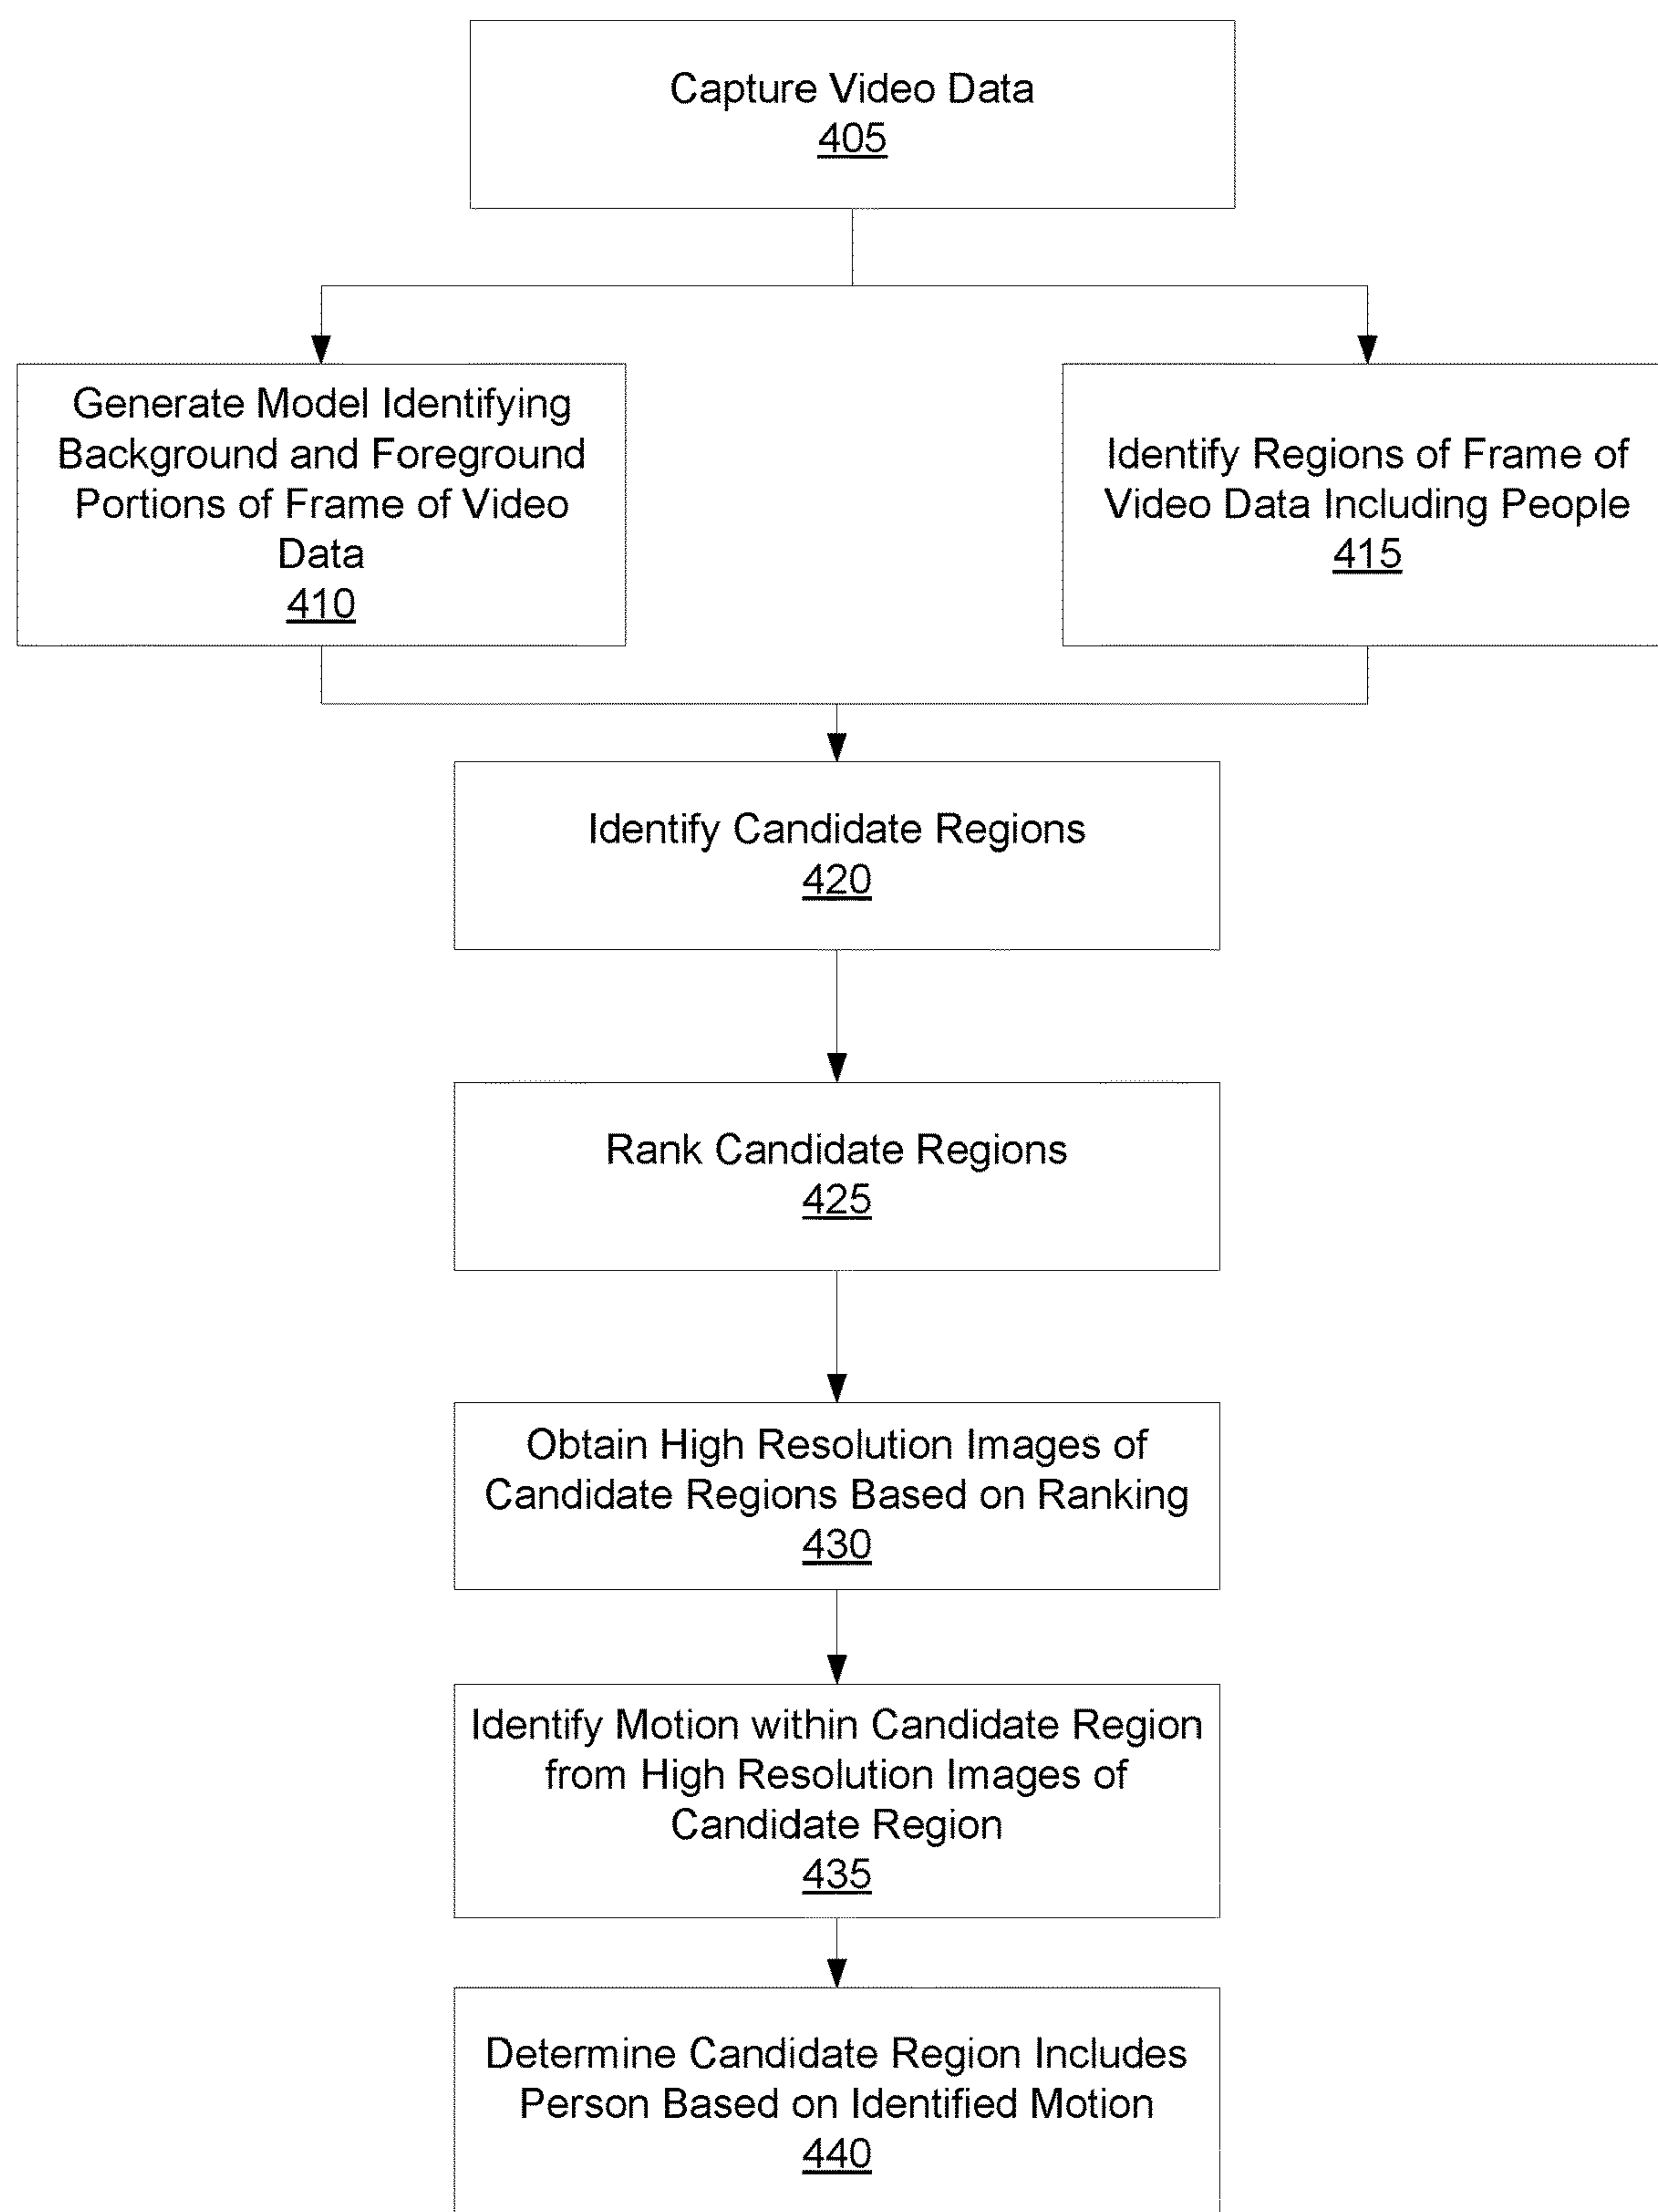 Capture Video Data
405
Generate Model Identifying
Background and Foreground
Portions of Frame of Video
Data
410
Identify Regions of Frame of
Video Data Including People
415
Identify Candidate Regions
420
Rank Candidate Regions
425
Obtain High Resolution Images of
Candidate Regions Based on Ranking
430
Identify Motion within Candidate Region
from High Resolution Images of
Candidate Region
435
Determine Candidate Region Includes
Person Based on Identified Motion
440